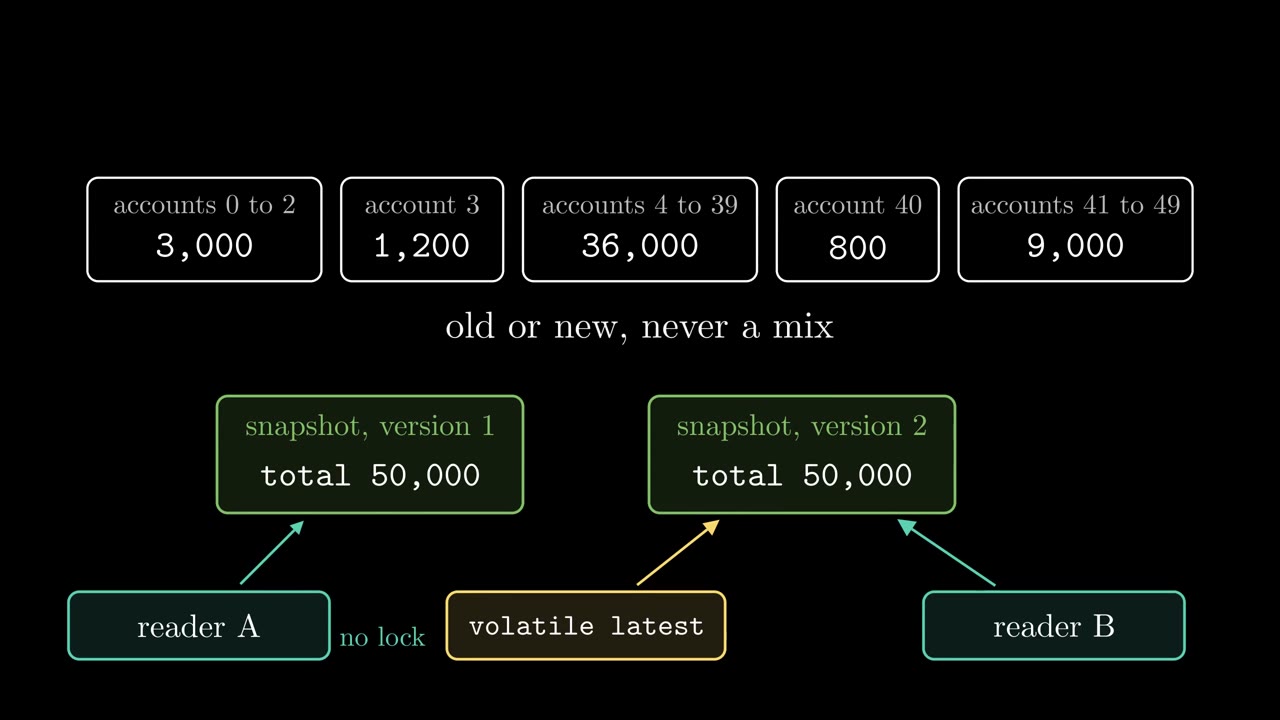 accounts 0 to 2
3,000
account 3
1,200
accounts 4 to 39
36,000
account 40
800
accounts 41 to 49
9,000
old or new, never a mix
snapshot, version 1
total 50,000
snapshot, version 2
total 50,000
reader A
no lock
volatile latest
reader B